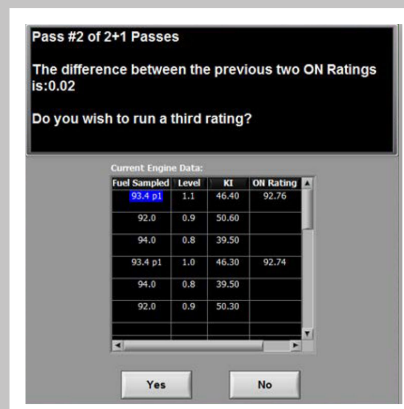 Pass #2 of 2+1 Passes
The difference between the previous two ON Ratings
is:0.02
Do you wish to run a third rating?
Current Engine Data:
Fuel Sampled Level KI ON Rating
93.4 p1 1.1 46.40 92.76
92.0 0.9 50.60
94.0 0.8 39.50
93.4 p1 1.0 46.30 92.74
94.0 0.8 39.50
92.0 0.9 50.30
Yes No